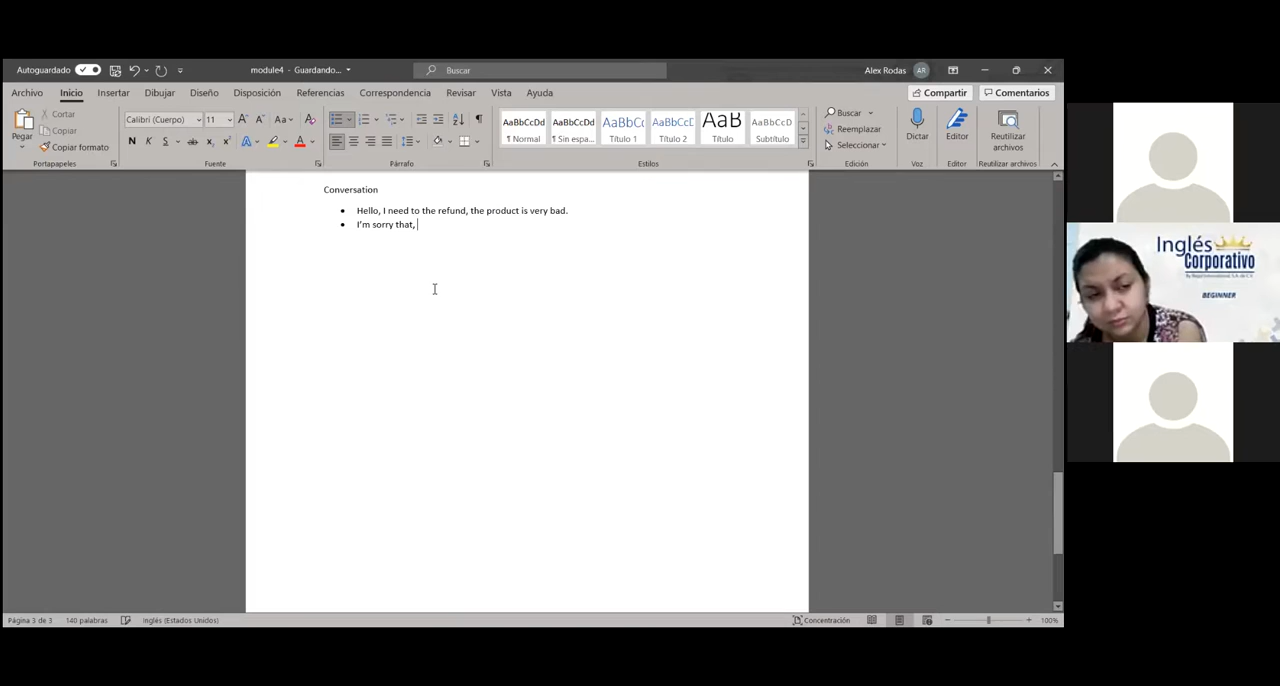 Autoguardado
module4 - Guardando...
Buscar
Alex Rodas AR
Archivo Inicio Insertar Dibujar Diseño Disposición Referencias Correspondencia Revisar Vista Ayuda
Compartir Comentarios
Pegar
Cortar
Copiar
Copiar formato
Portapapeles
Calibri (Cuerpo) 11
Fuente
Párrafo
AaBbCcDd AaBbCcDd AaBbCc AaBbCcD AaB AaBbCcD
¶ Normal ¶ Sin espa... Título 1 Título 2 Título Subtítulo
Estilos
Buscar
Reemplazar
Seleccionar
Edición
Dictar
Voz
Editor
Editor
Reutilizar archivos
Reutilizar archivos
Conversation
• Hello, I need to the refund, the product is very bad.
• I'm sorry that,
Página 3 de 3 140 palabras Inglés (Estados Unidos)
Concentración 100%
Inglés
Corporativo
BEGINNER